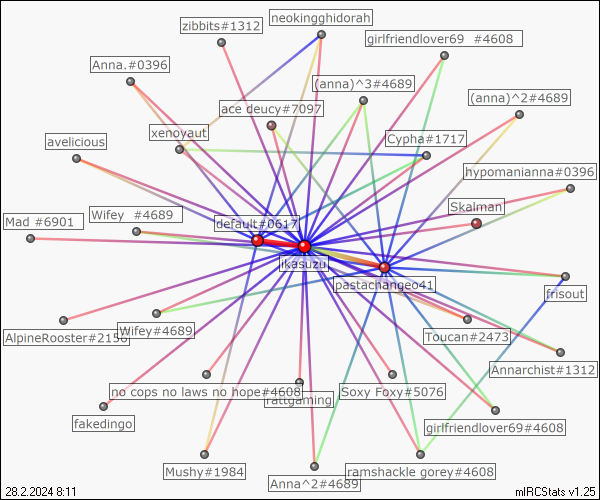 neokingghidorah
zibbits#1312
girlfriendlover69 #4608
Anna.#0396
(anna)^3#4689
(anna)^2#4689
ace deucy#7097
xenoyaut
Cypha#1717
avelicious
hypomanianna#0396
Skalman
Mad #6901
Wifey #4689
default#0617
jikasuzu
pastachangeo41
frisout
AlpineRooster#2150
Wifey#4689
Toucan#2473
Annarchist#1312
no cops no laws no hope#4608
rattgaming
Soxy Foxy#5076
fakedingo
girlfriendlover69#4608
Mushy#1984
Anna^2#4689
ramshackle gorey#4608
28.2.2024 8:11
mIRCStats v1.25